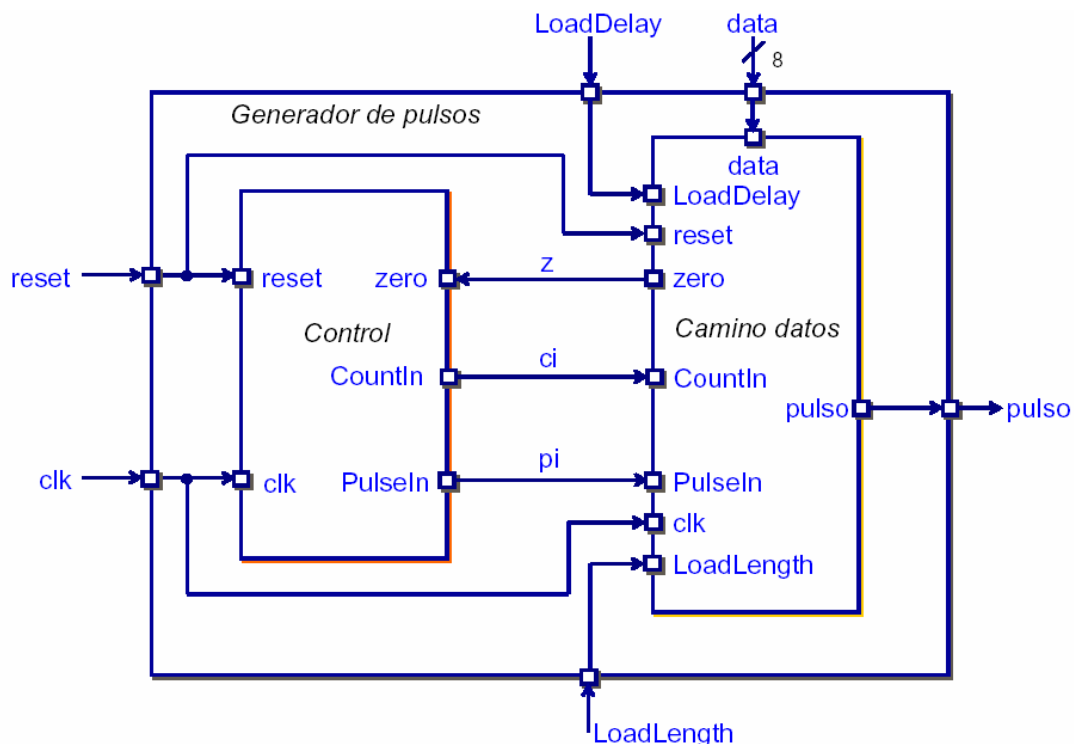 LoadDelay
data
8
Generador de pulsos
data
LoadDelay
reset
reset
reset
zero
z
zero
Control
Camino datos
CountIn
ci
CountIn
pulso
pulso
clk
clk
PulseIn
pi
PulseIn
clk
LoadLength
LoadLength